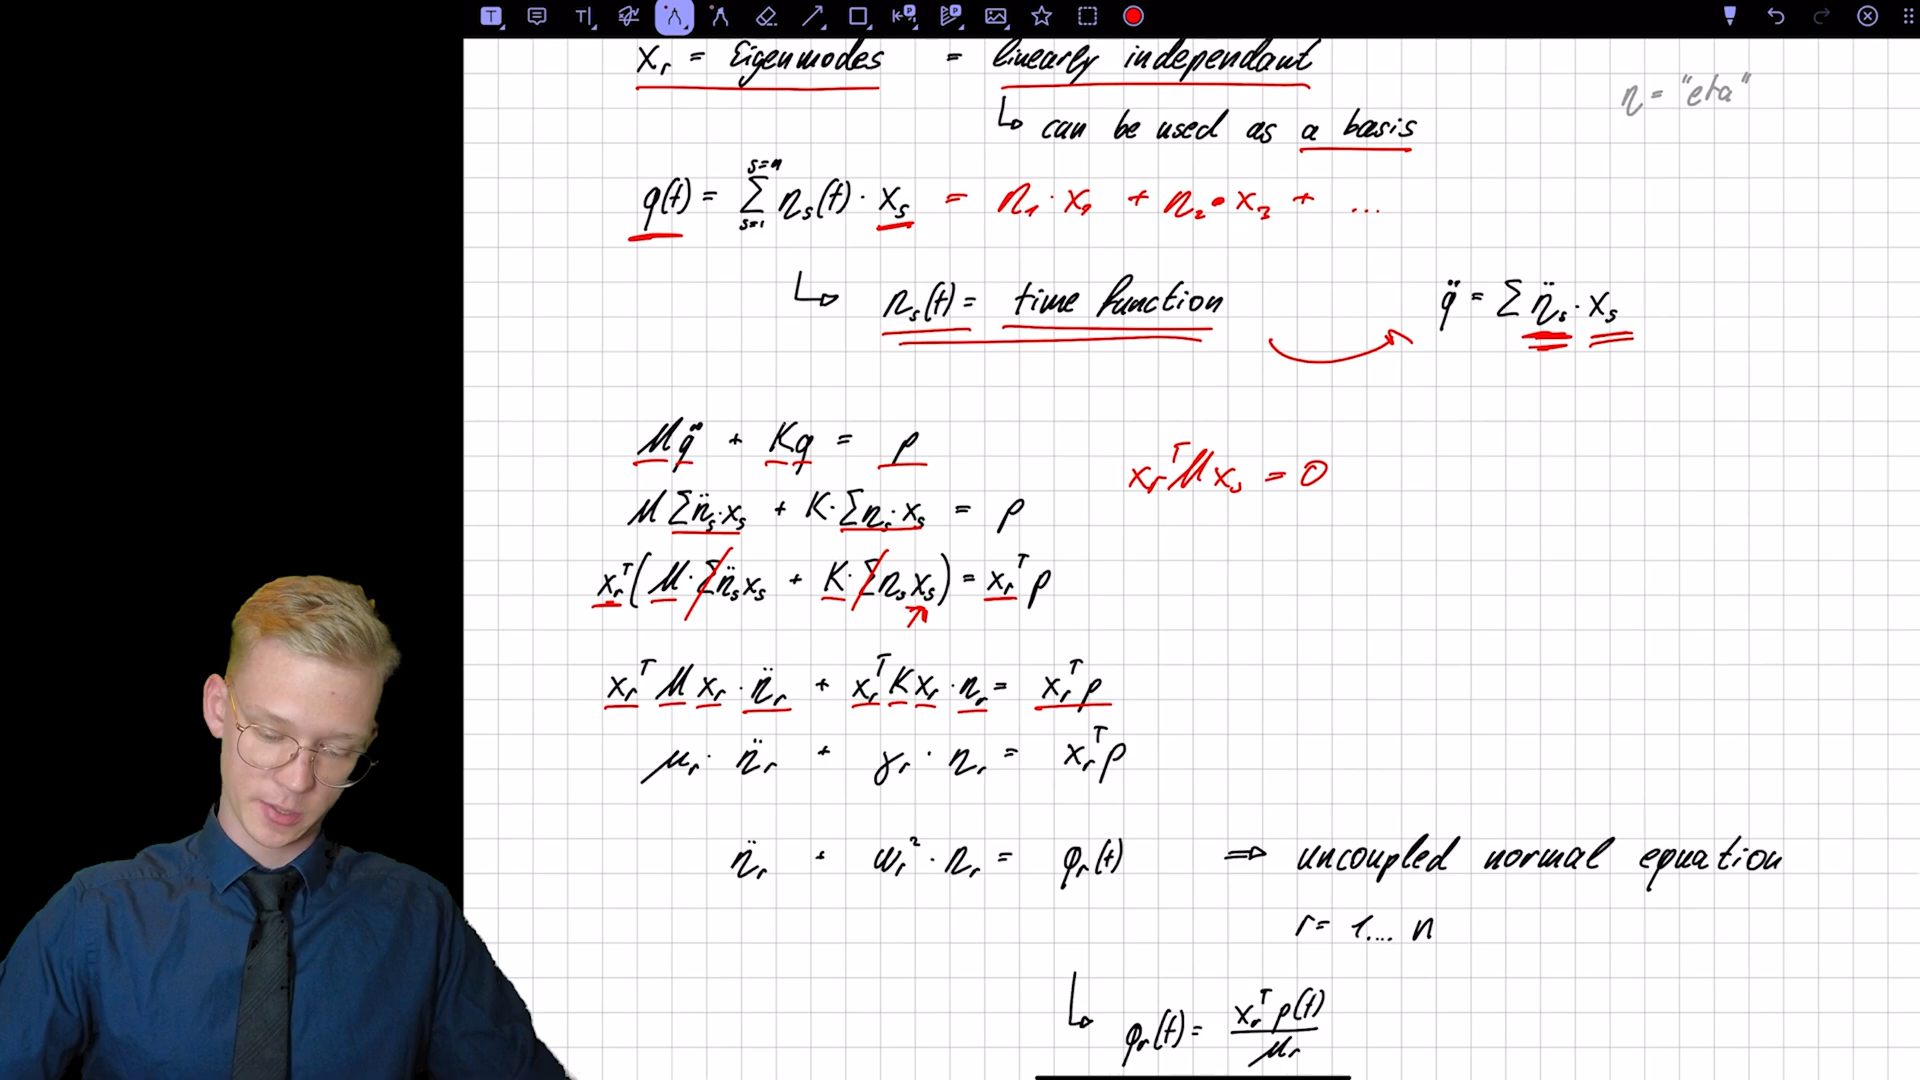 x_r = Eigenmodes = linearly independant
η = "eta"
↳ can be used as a basis
q(t) = Σ_{s=1}^{s=n} η_s(t) · x_s = η_1 · x_1 + η_2 · x_2 + ...
↳ η_s(t) = time function
q̈ = Σ η̈_s · x_s
M q̈ + K q = p
x_r^T M x_s = 0
M Σ η̈_s · x_s + K · Σ η_s · x_s = p
x_r^T ( M · Σ η̈_s x_s + K · Σ η_s x_s ) = x_r^T p
x_r^T M x_r · η̈_r + x_r^T K x_r · η_r = x_r^T p
μ_r · η̈_r + γ_r · η_r = x_r^T p
η̈_r + ω_r² · η_r = φ_r(t) ⇒ uncoupled normal equation
r = 1.... n
↳ φ_r(t) = x_r^T p(t) / μ_r